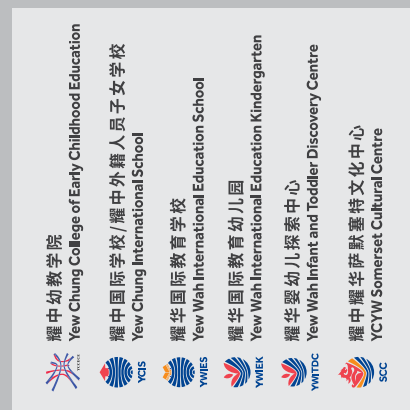 耀中幼教学院
Yew Chung College of Early Childhood Education
YCCECE
耀中国际学校/耀中外籍人员子女学校
Yew Chung International School
YCIS
耀华国际教育学校
Yew Wah International Education School
YWIES
耀华国际教育幼儿园
Yew Wah International Education Kindergarten
YWIEK
耀华婴幼儿探索中心
Yew Wah Infant and Toddler Discovery Centre
YWITDC
耀中耀华萨默塞特文化中心
YCYW Somerset Cultural Centre
SCC